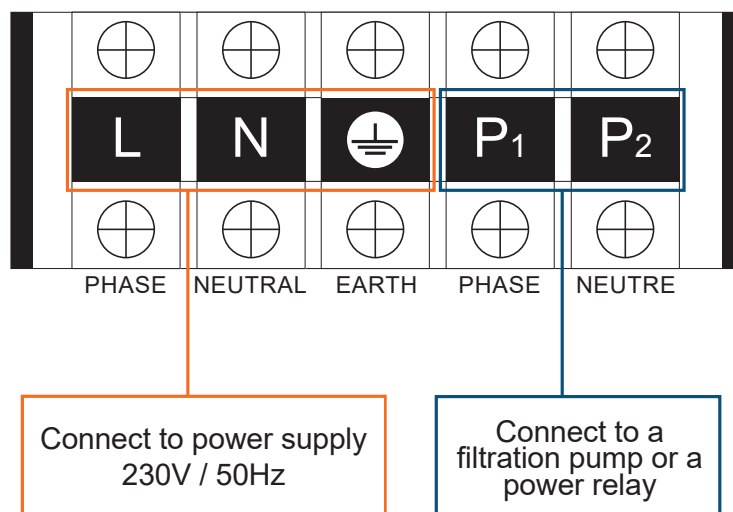 L N P1 P2
PHASE NEUTRAL EARTH PHASE NEUTRE
Connect to power supply
230V / 50Hz
Connect to a
filtration pump or a
power relay